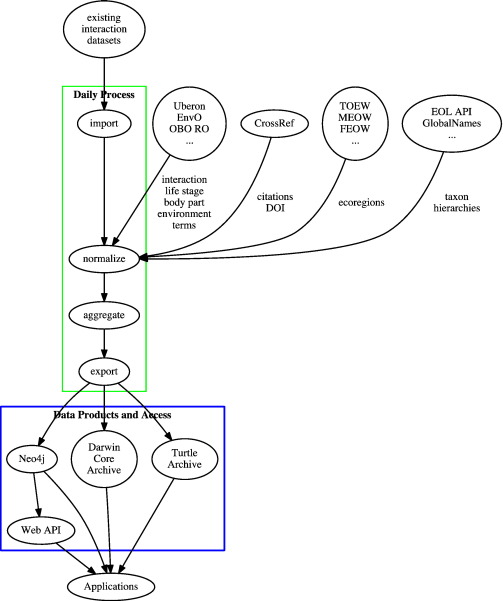 existing
interaction
datasets
Daily Process
import
Uberon
EnvO
OBO RO
...
CrossRef
TOEW
MEOW
FEOW
...
EOL API
GlobalNames
...
interaction
life stage
body part
environment
terms
citations
DOI
ecoregions
taxon
hierarchies
normalize
aggregate
export
Data Products and Access
Neo4j
Darwin
Core
Archive
Turtle
Archive
Web API
Applications